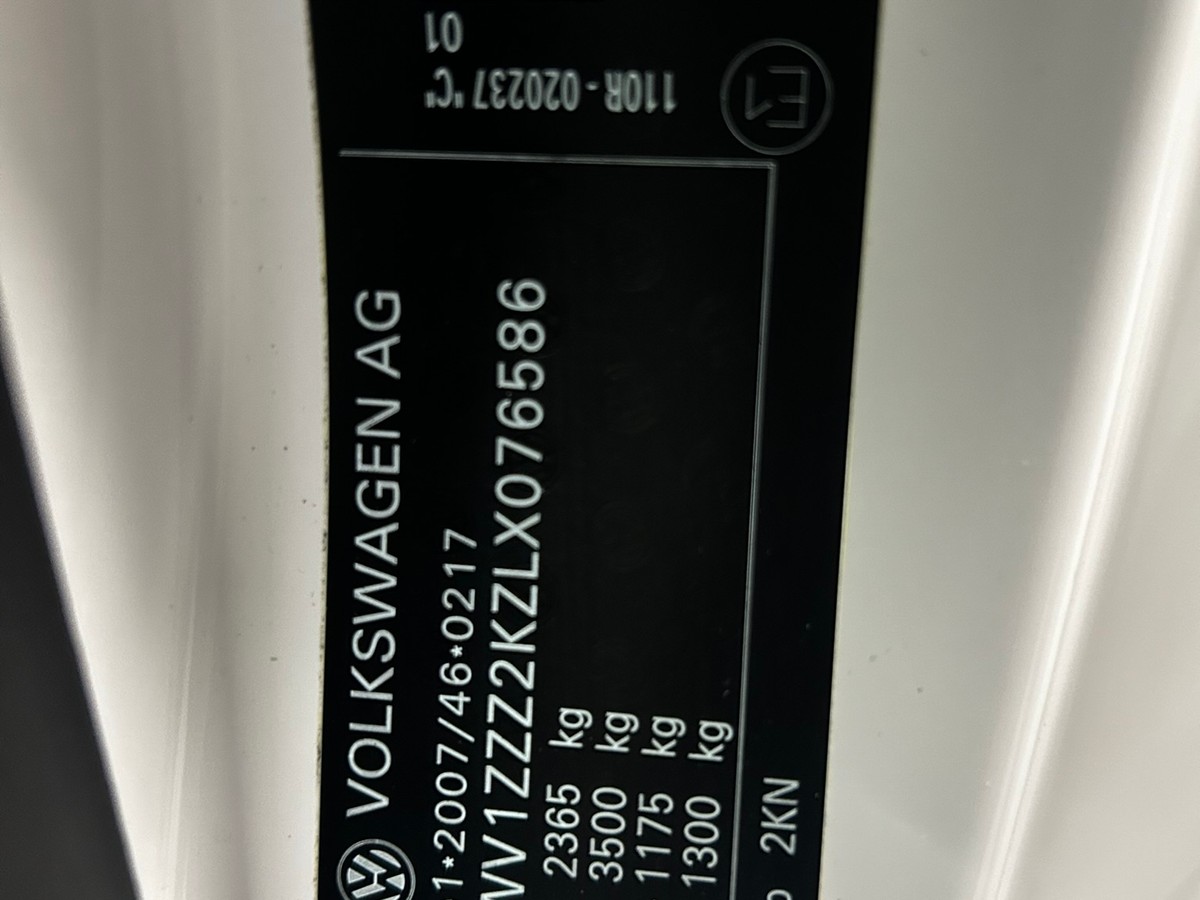 VOLKSWAGEN AG
1*2007/46*0217
WV1ZZZ2KZLX076586
2365 kg
3500 kg
1175 kg
1300 kg
2KN
E1
110R-020237 "C"
01